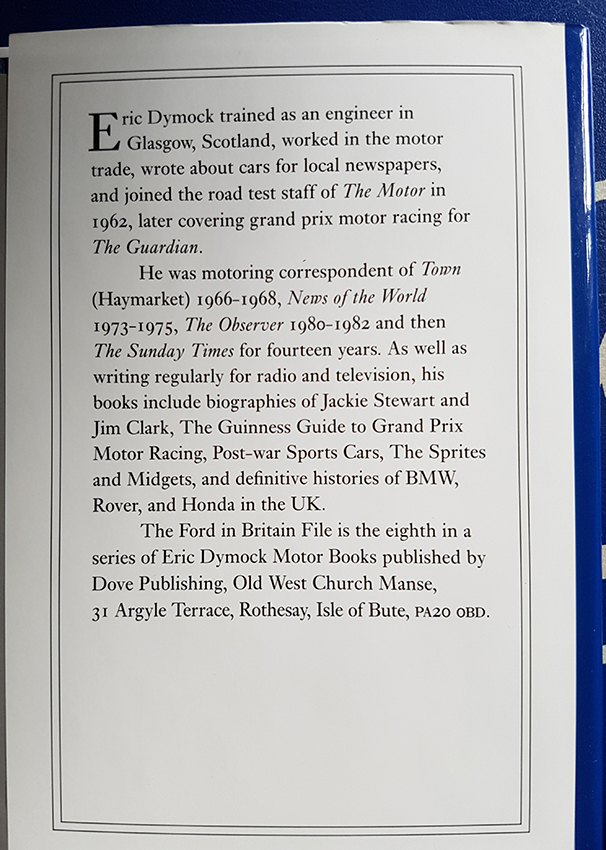 Eric Dymock trained as an engineer in
Glasgow, Scotland, worked in the motor
trade, wrote about cars for local newspapers,
and joined the road test staff of The Motor in
1962, later covering grand prix motor racing for
The Guardian.
He was motoring correspondent of Town
(Haymarket) 1966-1968, News of the World
1973-1975, The Observer 1980-1982 and then
The Sunday Times for fourteen years. As well as
writing regularly for radio and television, his
books include biographies of Jackie Stewart and
Jim Clark, The Guinness Guide to Grand Prix
Motor Racing, Post-war Sports Cars, The Sprites
and Midgets, and definitive histories of BMW,
Rover, and Honda in the UK.
The Ford in Britain File is the eighth in a
series of Eric Dymock Motor Books published by
Dove Publishing, Old West Church Manse,
31 Argyle Terrace, Rothesay, Isle of Bute, PA20 0BD.